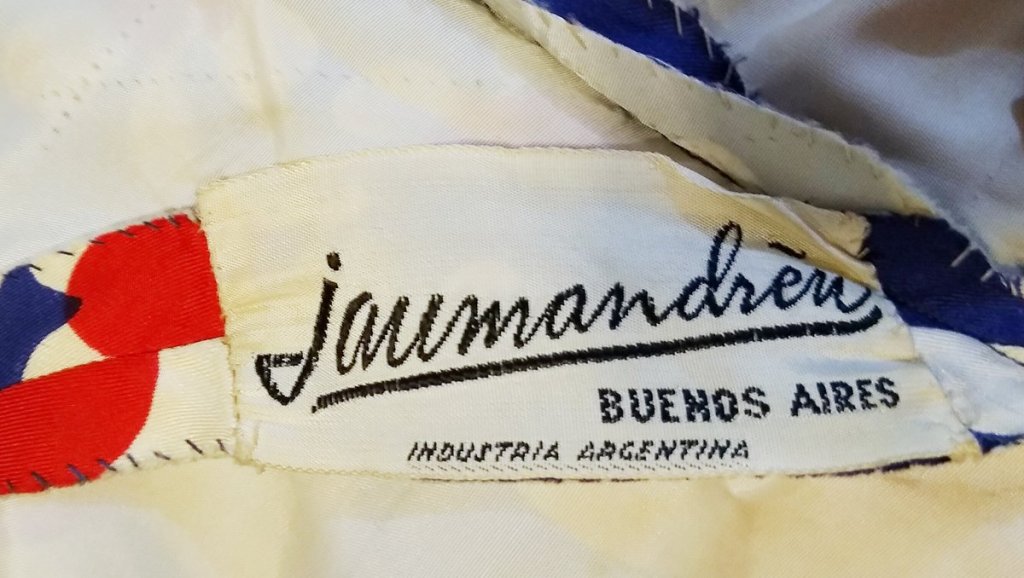 jaumandreu
BUENOS AIRES
INDUSTRIA ARGENTINA